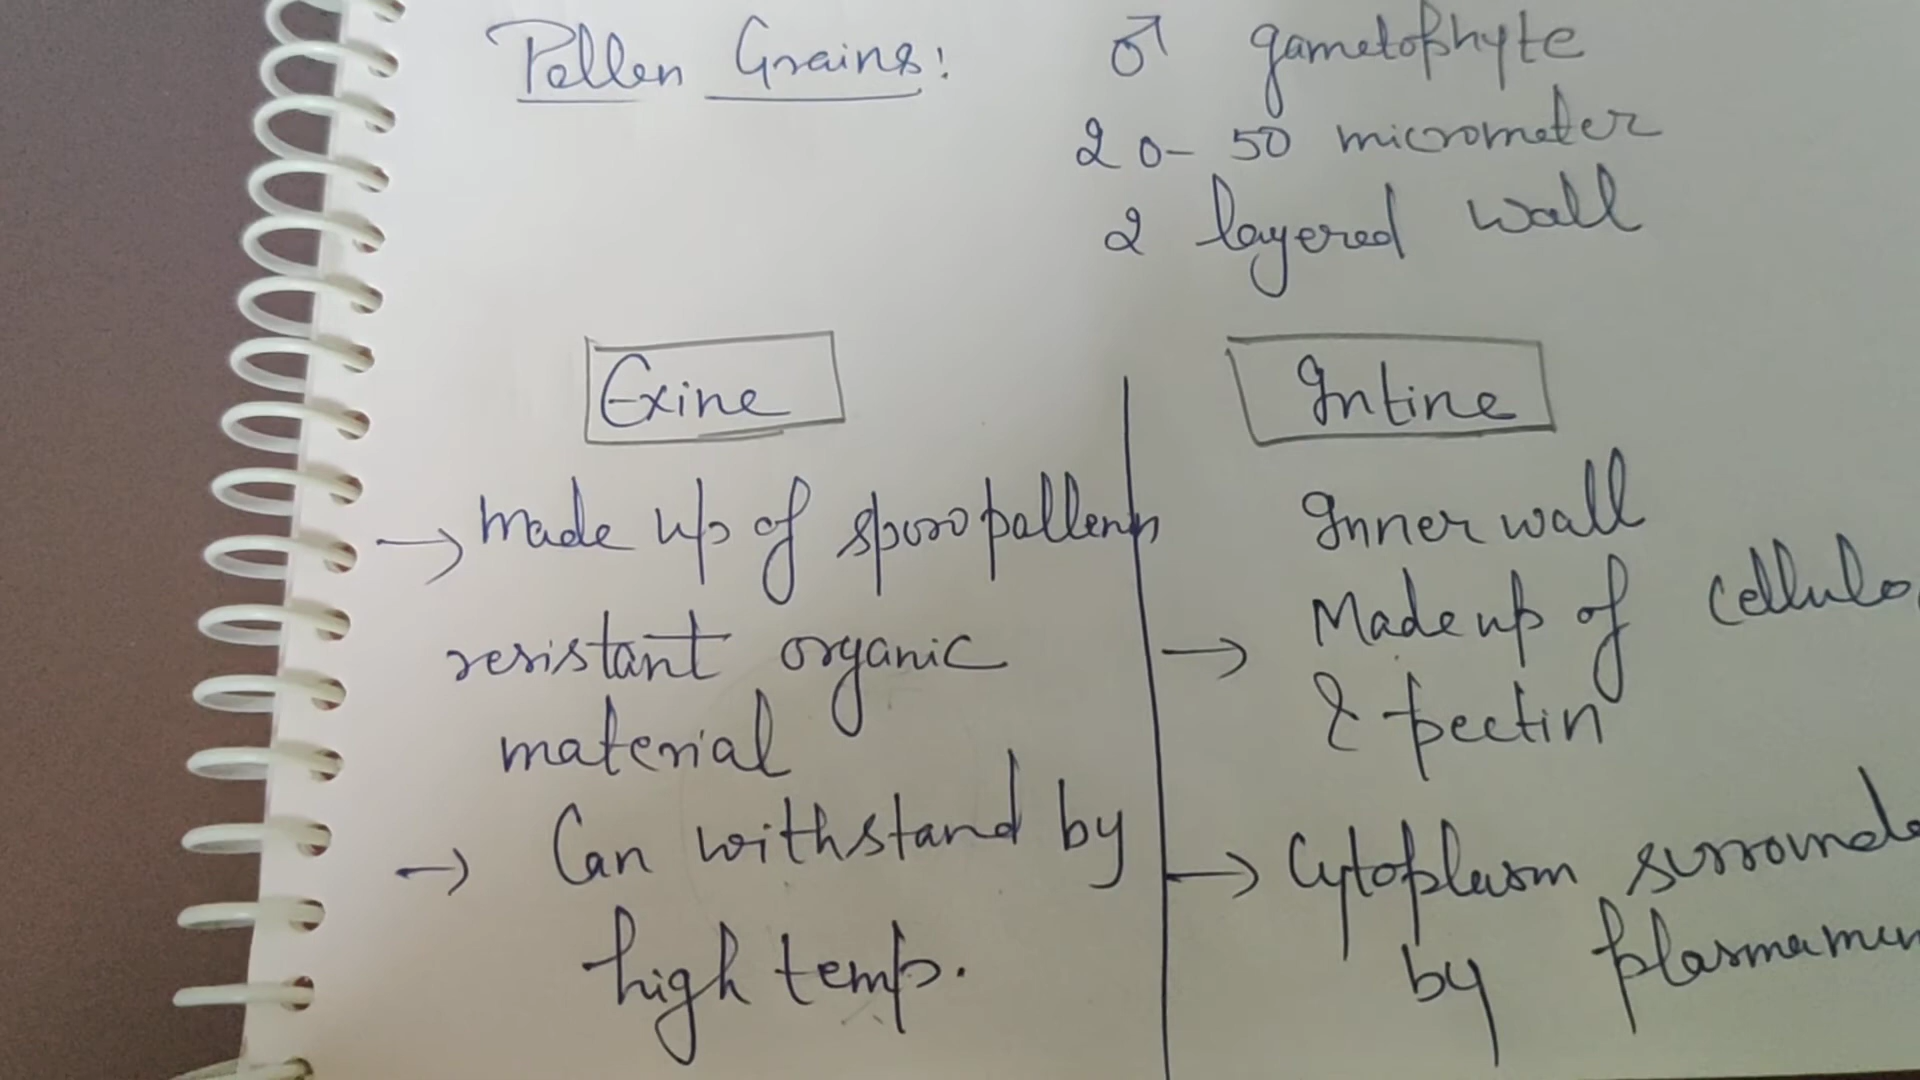 Pollen Grains: ♂ gametophyte
20-50 micrometer
2 layered wall
Exine
→ made up of sporopollenin
resistant organic
material
→ Can withstand by
high temp.
Intine
Inner wall
→ Made up of cellulo
& pectin
→ Cytoplasm surrounde
by plasmamem